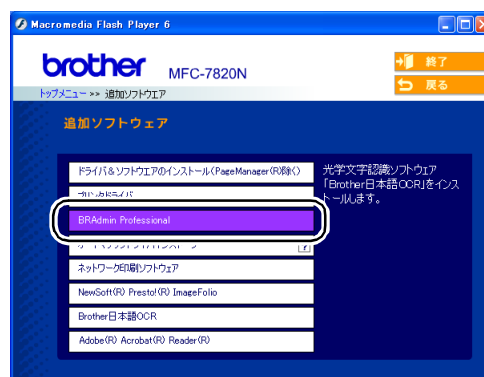 Macromedia Flash Player 6
brother MFC-7820N
終了
戻る
トップメニュー >> 追加ソフトウェア
追加ソフトウェア
ドライバ&ソフトウエアのインストール(PageManager(R)除く)
BRAdmin Professional
ネットワーク印刷ソフトウェア
NewSoft(R) Presto!(R) ImageFolio
Brother日本語OCR
Adobe(R) Acrobat(R) Reader(R)
光学文字認識ソフトウェア
「Brother日本語OCR」をインス
トールします。